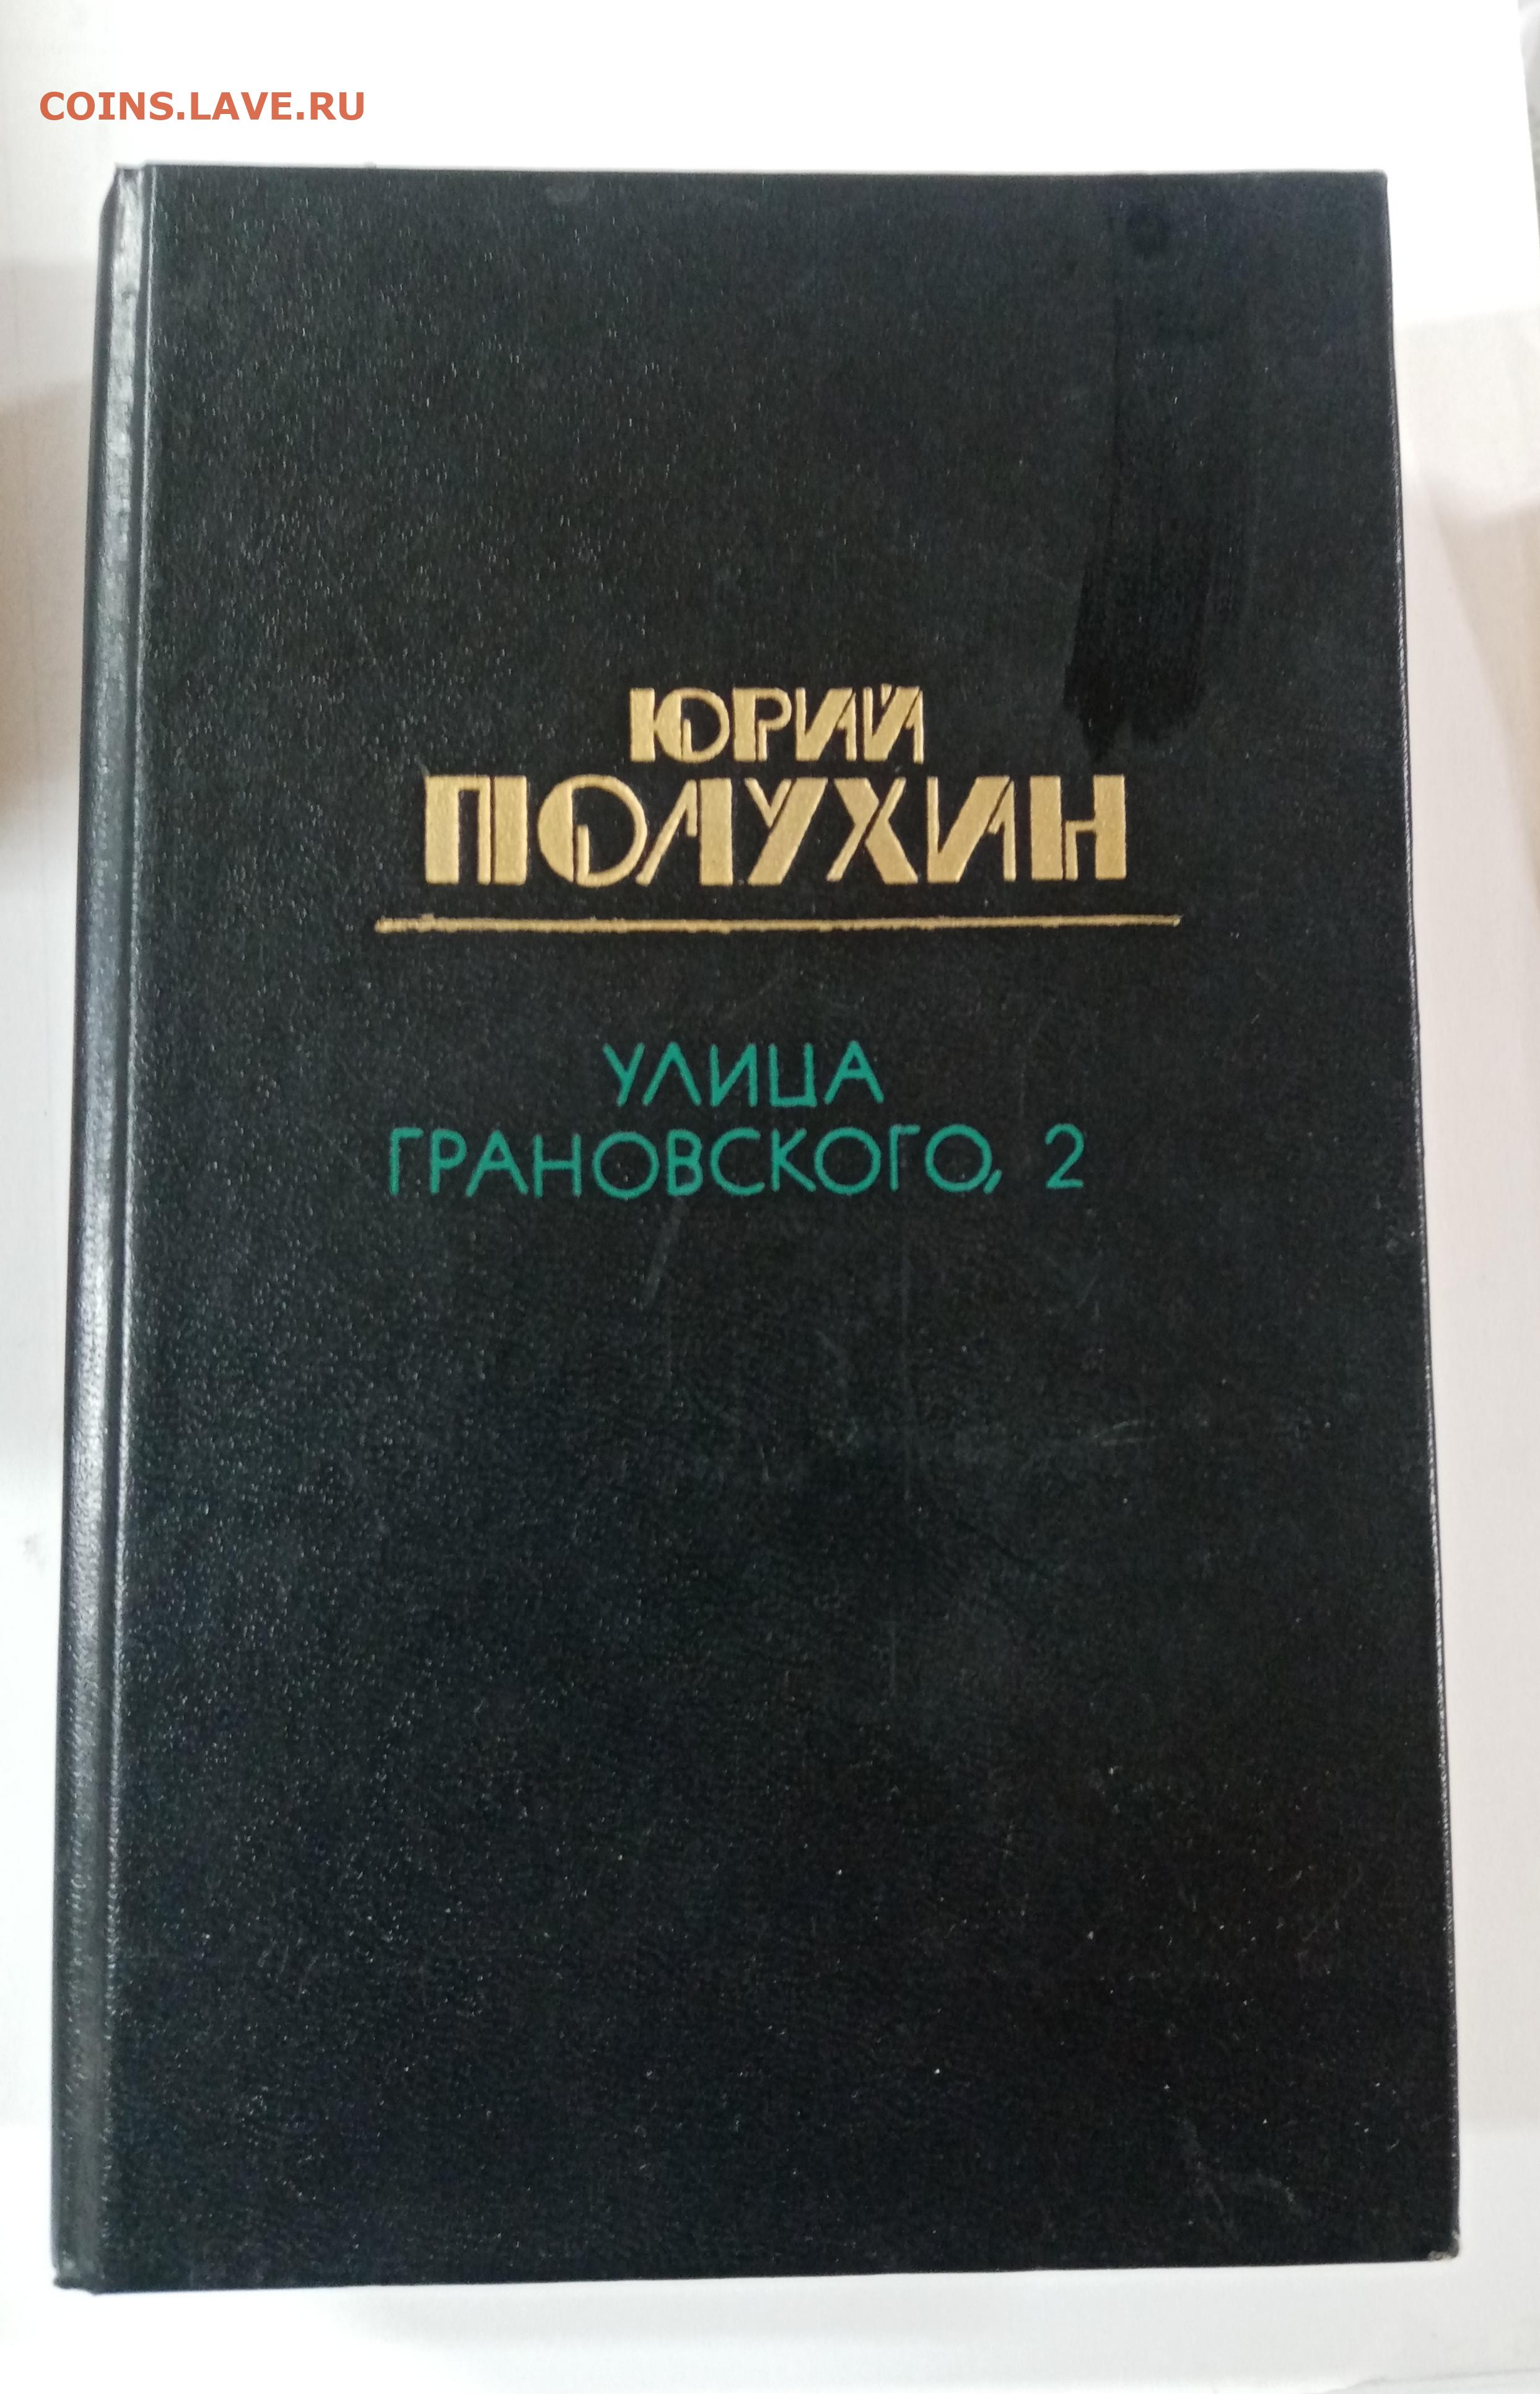 COINS.LAVE.RU
ЮРИЙ
ПОЛУХИН
УЛИЦА
ГРАНОВСКОГО, 2